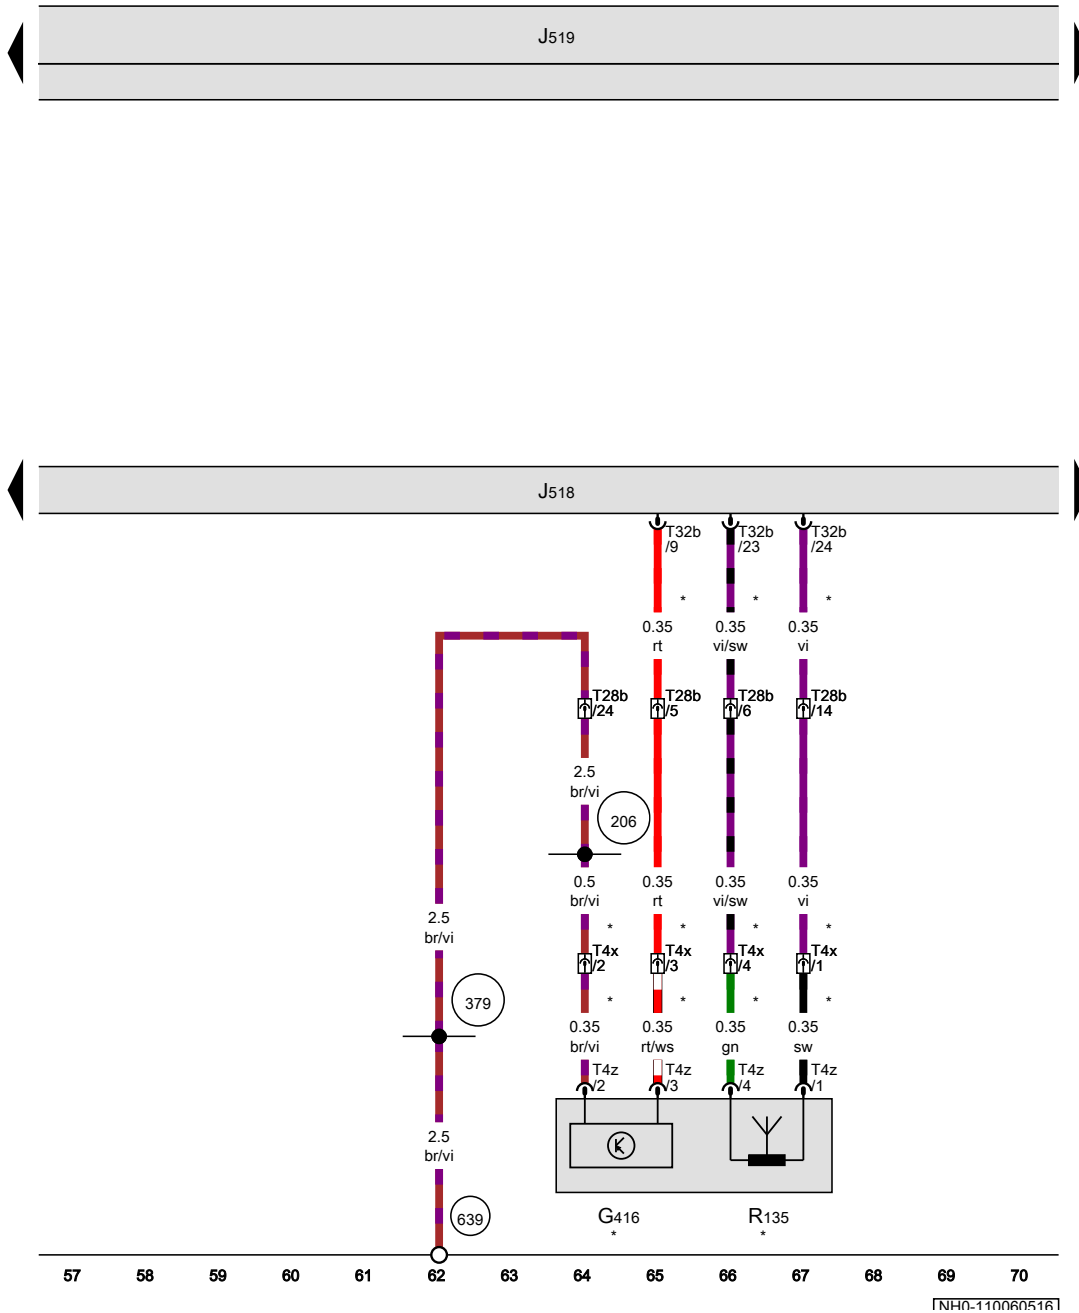 J519
J518
T32b
/9
T32b
/23
T32b
/24
* * *
0.35
rt
0.35
vi/sw
0.35
vi
T28b
/24
T28b
/5
T28b
/6
T28b
/14
2.5
br/vi
206
0.5
br/vi
0.35
rt
0.35
vi/sw
0.35
vi
2.5
br/vi
* * * *
T4x
/2
T4x
/3
T4x
/4
T4x
/1
379
* * * *
0.35
br/vi
0.35
rt/ws
0.35
gn
0.35
sw
T4z
/2
T4z
/3
T4z
/4
T4z
/1
2.5
br/vi
639
G416
*
R135
*
57 58 59 60 61 62 63 64 65 66 67 68 69 70
NH0-110060516